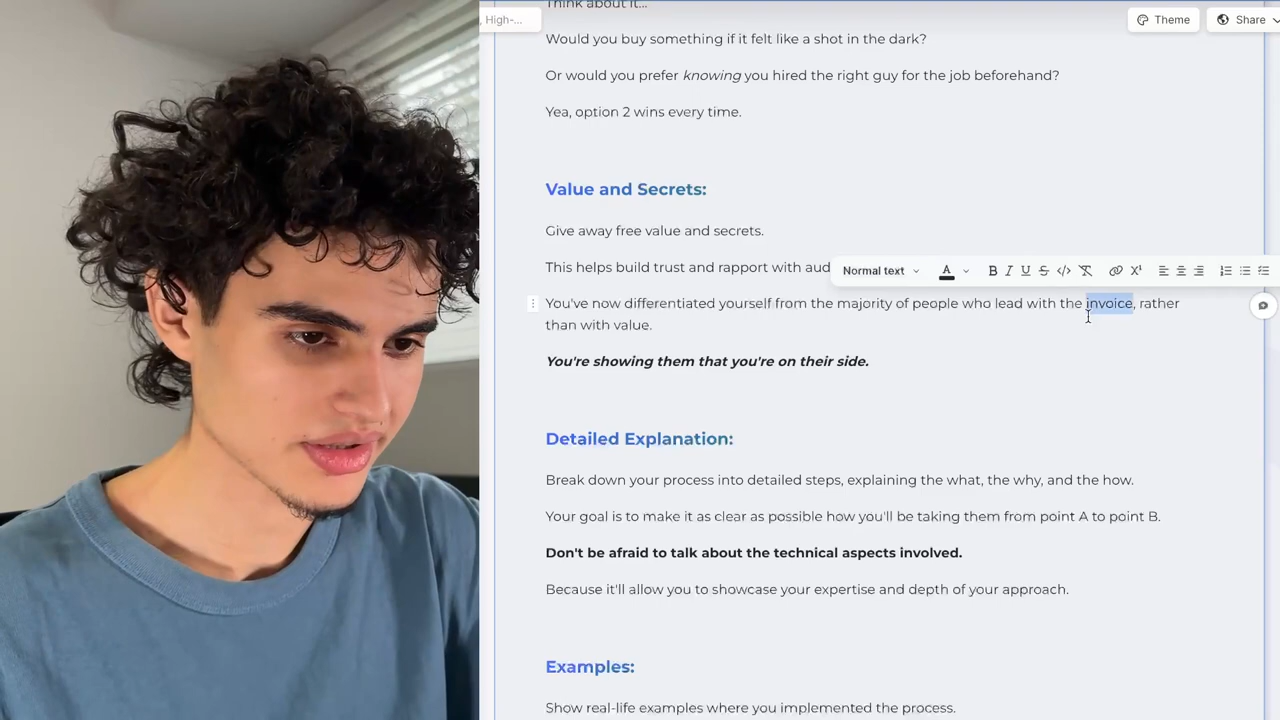 , High-...
Theme
Share
Think about it...
Would you buy something if it felt like a shot in the dark?
Or would you prefer knowing you hired the right guy for the job beforehand?
Yea, option 2 wins every time.
Value and Secrets:
Give away free value and secrets.
This helps build trust and rapport with aud
Normal text
You've now differentiated yourself from the majority of people who lead with the invoice, rather
than with value.
You're showing them that you're on their side.
Detailed Explanation:
Break down your process into detailed steps, explaining the what, the why, and the how.
Your goal is to make it as clear as possible how you'll be taking them from point A to point B.
Don't be afraid to talk about the technical aspects involved.
Because it'll allow you to showcase your expertise and depth of your approach.
Examples:
Show real-life examples where you implemented the process.